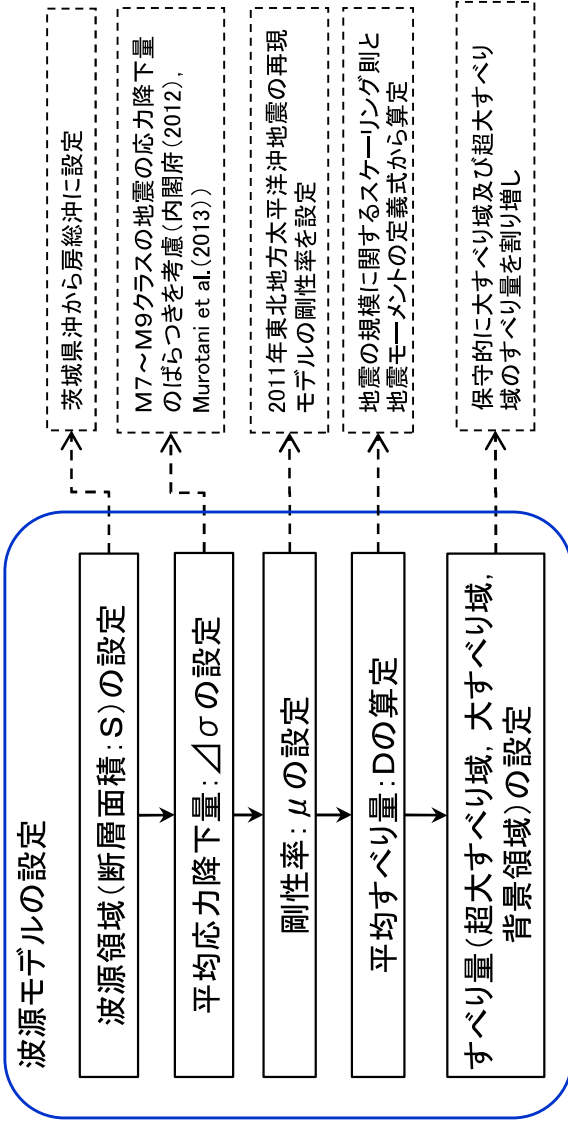 波源モデルの設定
波源領域(断層面積:S)の設定
茨城県沖から房総沖に設定
平均応力降下量:⊿σの設定
M7～M9クラスの地震の応力降下量
のばらつきを考慮(内閣府(2012),
Murotani et al.(2013))
剛性率:μの設定
2011年東北地方太平洋沖地震の再現
モデルの剛性率を設定
平均すべり量:Dの算定
地震の規模に関するスケーリング則と
地震モーメントの定義式から算定
すべり量(超大すべり域,大すべり域,
背景領域)の設定
保守的に大すべり域及び超大すべり
域のすべり量を割り増し